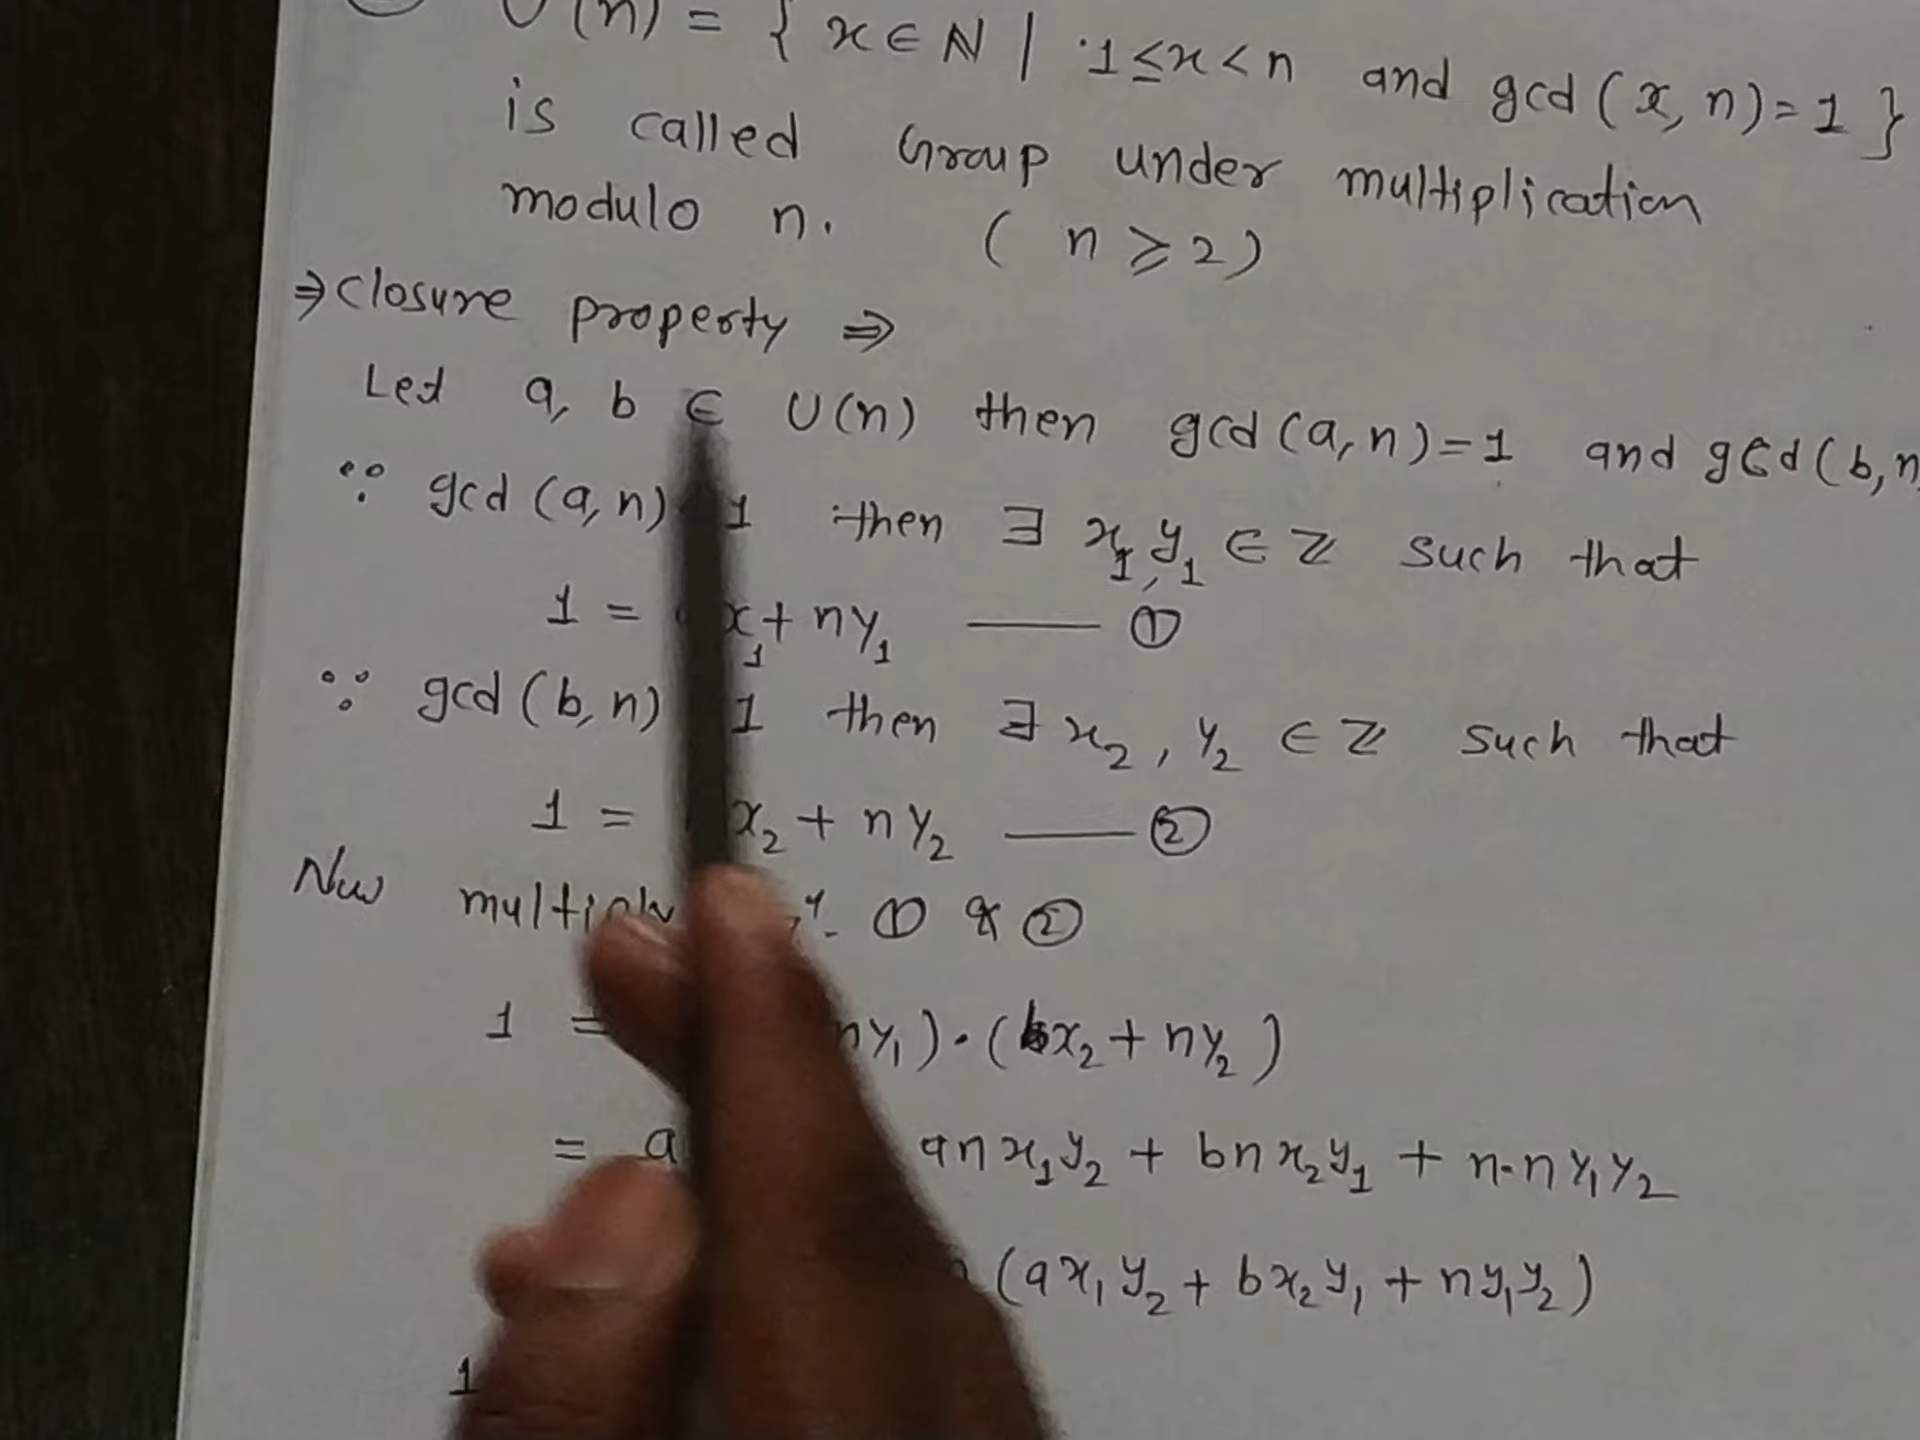 U(n) = { x ∈ ℕ | 1 ≤ x < n and gcd (x, n) = 1 }
is called Group under multiplication
modulo n. ( n ≥ 2)
⇒ Closure property ⇒
Let a, b ∈ U(n) then gcd (a, n) = 1 and gcd (b, n
∵ gcd (a, n) 1 then ∃ x₁, y₁ ∈ ℤ such that
1 = x₁ + ny₁ —— ①
∵ gcd (b, n) 1 then ∃ x₂, y₂ ∈ ℤ such that
1 = x₂ + ny₂ —— ②
Now multiply ① & ②
1 = ny₁) · (bx₂ + ny₂ )
= a anx₁y₂ + bnx₂y₁ + n·ny₁y₂
(ax₁y₂ + bx₂y₁ + ny₁y₂)
1